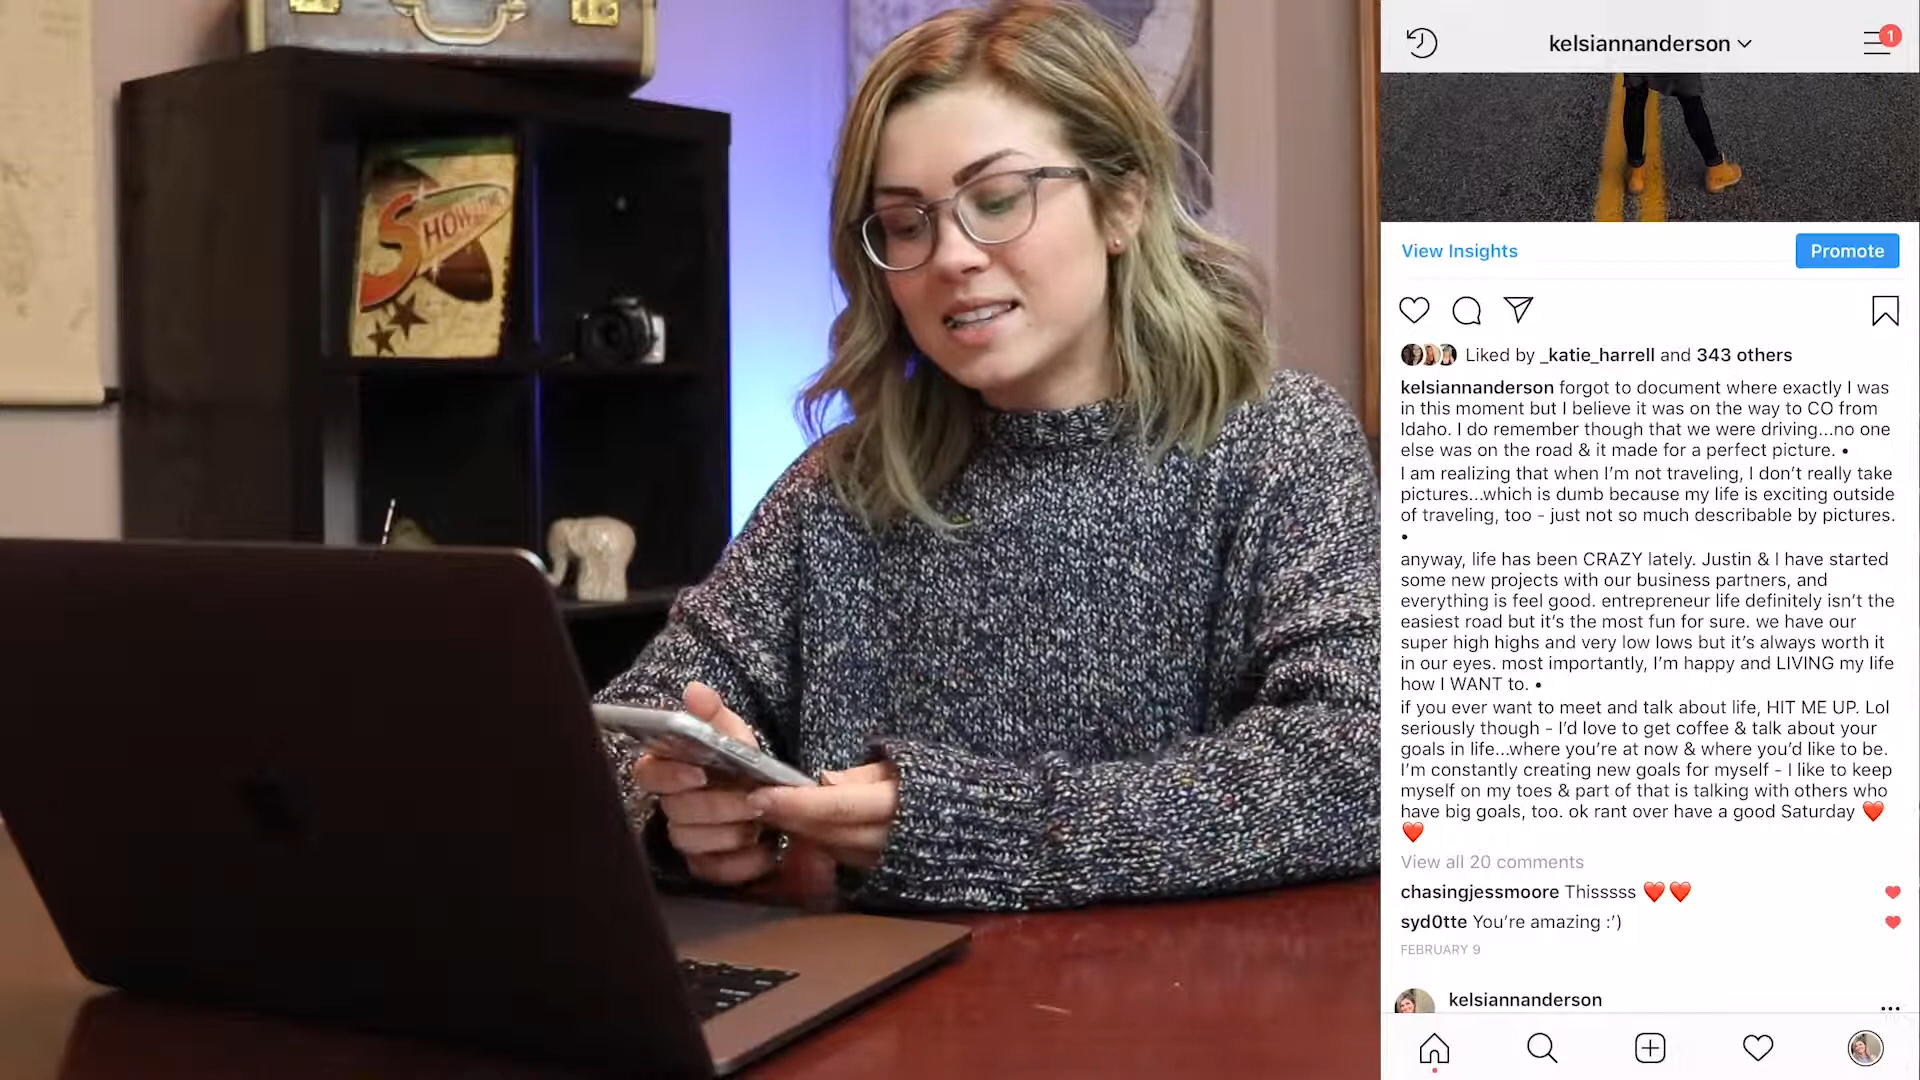 SHOWTIME
kelsiannanderson
1
View Insights
Promote
Liked by _katie_harrell and 343 others
kelsiannanderson forgot to document where exactly I was
in this moment but I believe it was on the way to CO from
Idaho. I do remember though that we were driving...no one
else was on the road & it made for a perfect picture. •
I am realizing that when I'm not traveling, I don't really take
pictures...which is dumb because my life is exciting outside
of traveling, too - just not so much describable by pictures.
•
anyway, life has been CRAZY lately. Justin & I have started
some new projects with our business partners, and
everything is feel good. entrepreneur life definitely isn't the
easiest road but it's the most fun for sure. we have our
super high highs and very low lows but it's always worth it
in our eyes. most importantly, I'm happy and LIVING my life
how I WANT to. •
if you ever want to meet and talk about life, HIT ME UP. Lol
seriously though - I'd love to get coffee & talk about your
goals in life...where you're at now & where you'd like to be.
I'm constantly creating new goals for myself - I like to keep
myself on my toes & part of that is talking with others who
have big goals, too. ok rant over have a good Saturday ❤️
❤️
View all 20 comments
chasingjessmoore Thisssss ❤️❤️
syd0tte You're amazing :')
FEBRUARY 9
kelsiannanderson